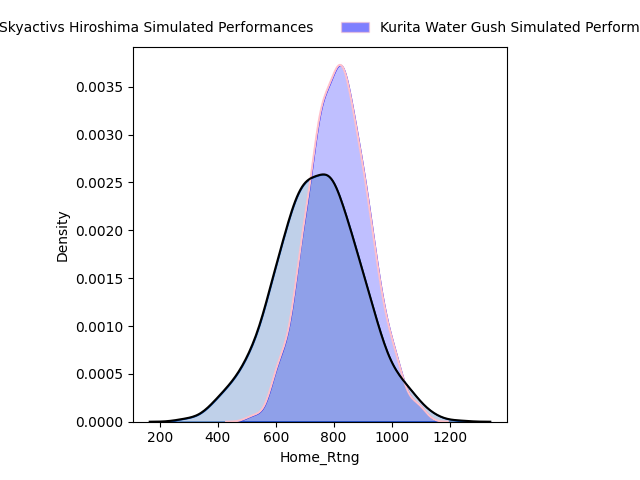 Skyactivs Hiroshima Simulated Performances
Kurita Water Gush Simulated Perform
0.0035
0.0030
0.0025
0.0020
0.0015
0.0010
0.0005
0.0000
Density
200 400 600 800 1000 1200
Home_Rtng